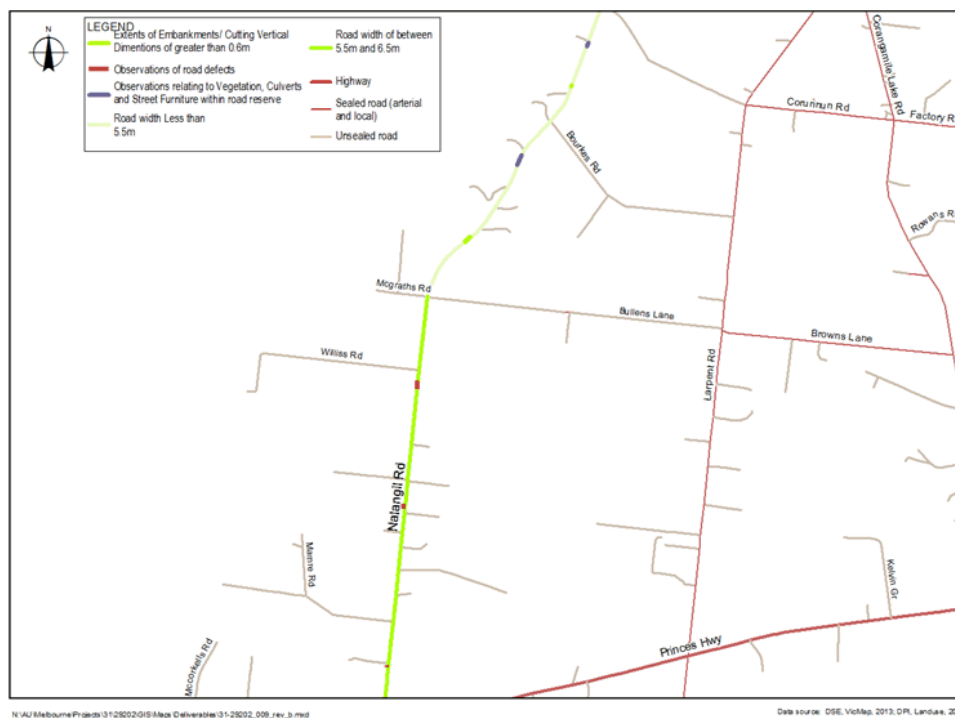 N
LEGEND
Extents of Embankments/ Cutting Vertical
Dimentions of greater than 0.6m
Observations of road defects
Observations relating to Vegetation, Culverts
and Street Furniture within road reserve
Road width Less than
5.5m
Road width of between
5.5m and 6.5m
Highway
Sealed road (arterial
and local)
Unsealed road
Corangamile Lake Rd
Corunnun Rd
Factory R
Bourkes Rd
Rowans R
Mcgraths Rd
Bullens Lane
Browns Lane
Williss Rd
Larpent Rd
Nalangil Rd
Mamre Rd
Kelvin Gr
Mccorkells Rd
Princes Hwy
N:\AU\Melbourne\Projects\31\29202\GIS\Maps\Deliverables\31-29202_009_rev_b.mxd
Data source: DSE, VicMap, 2013; DPI, Landuse, 20